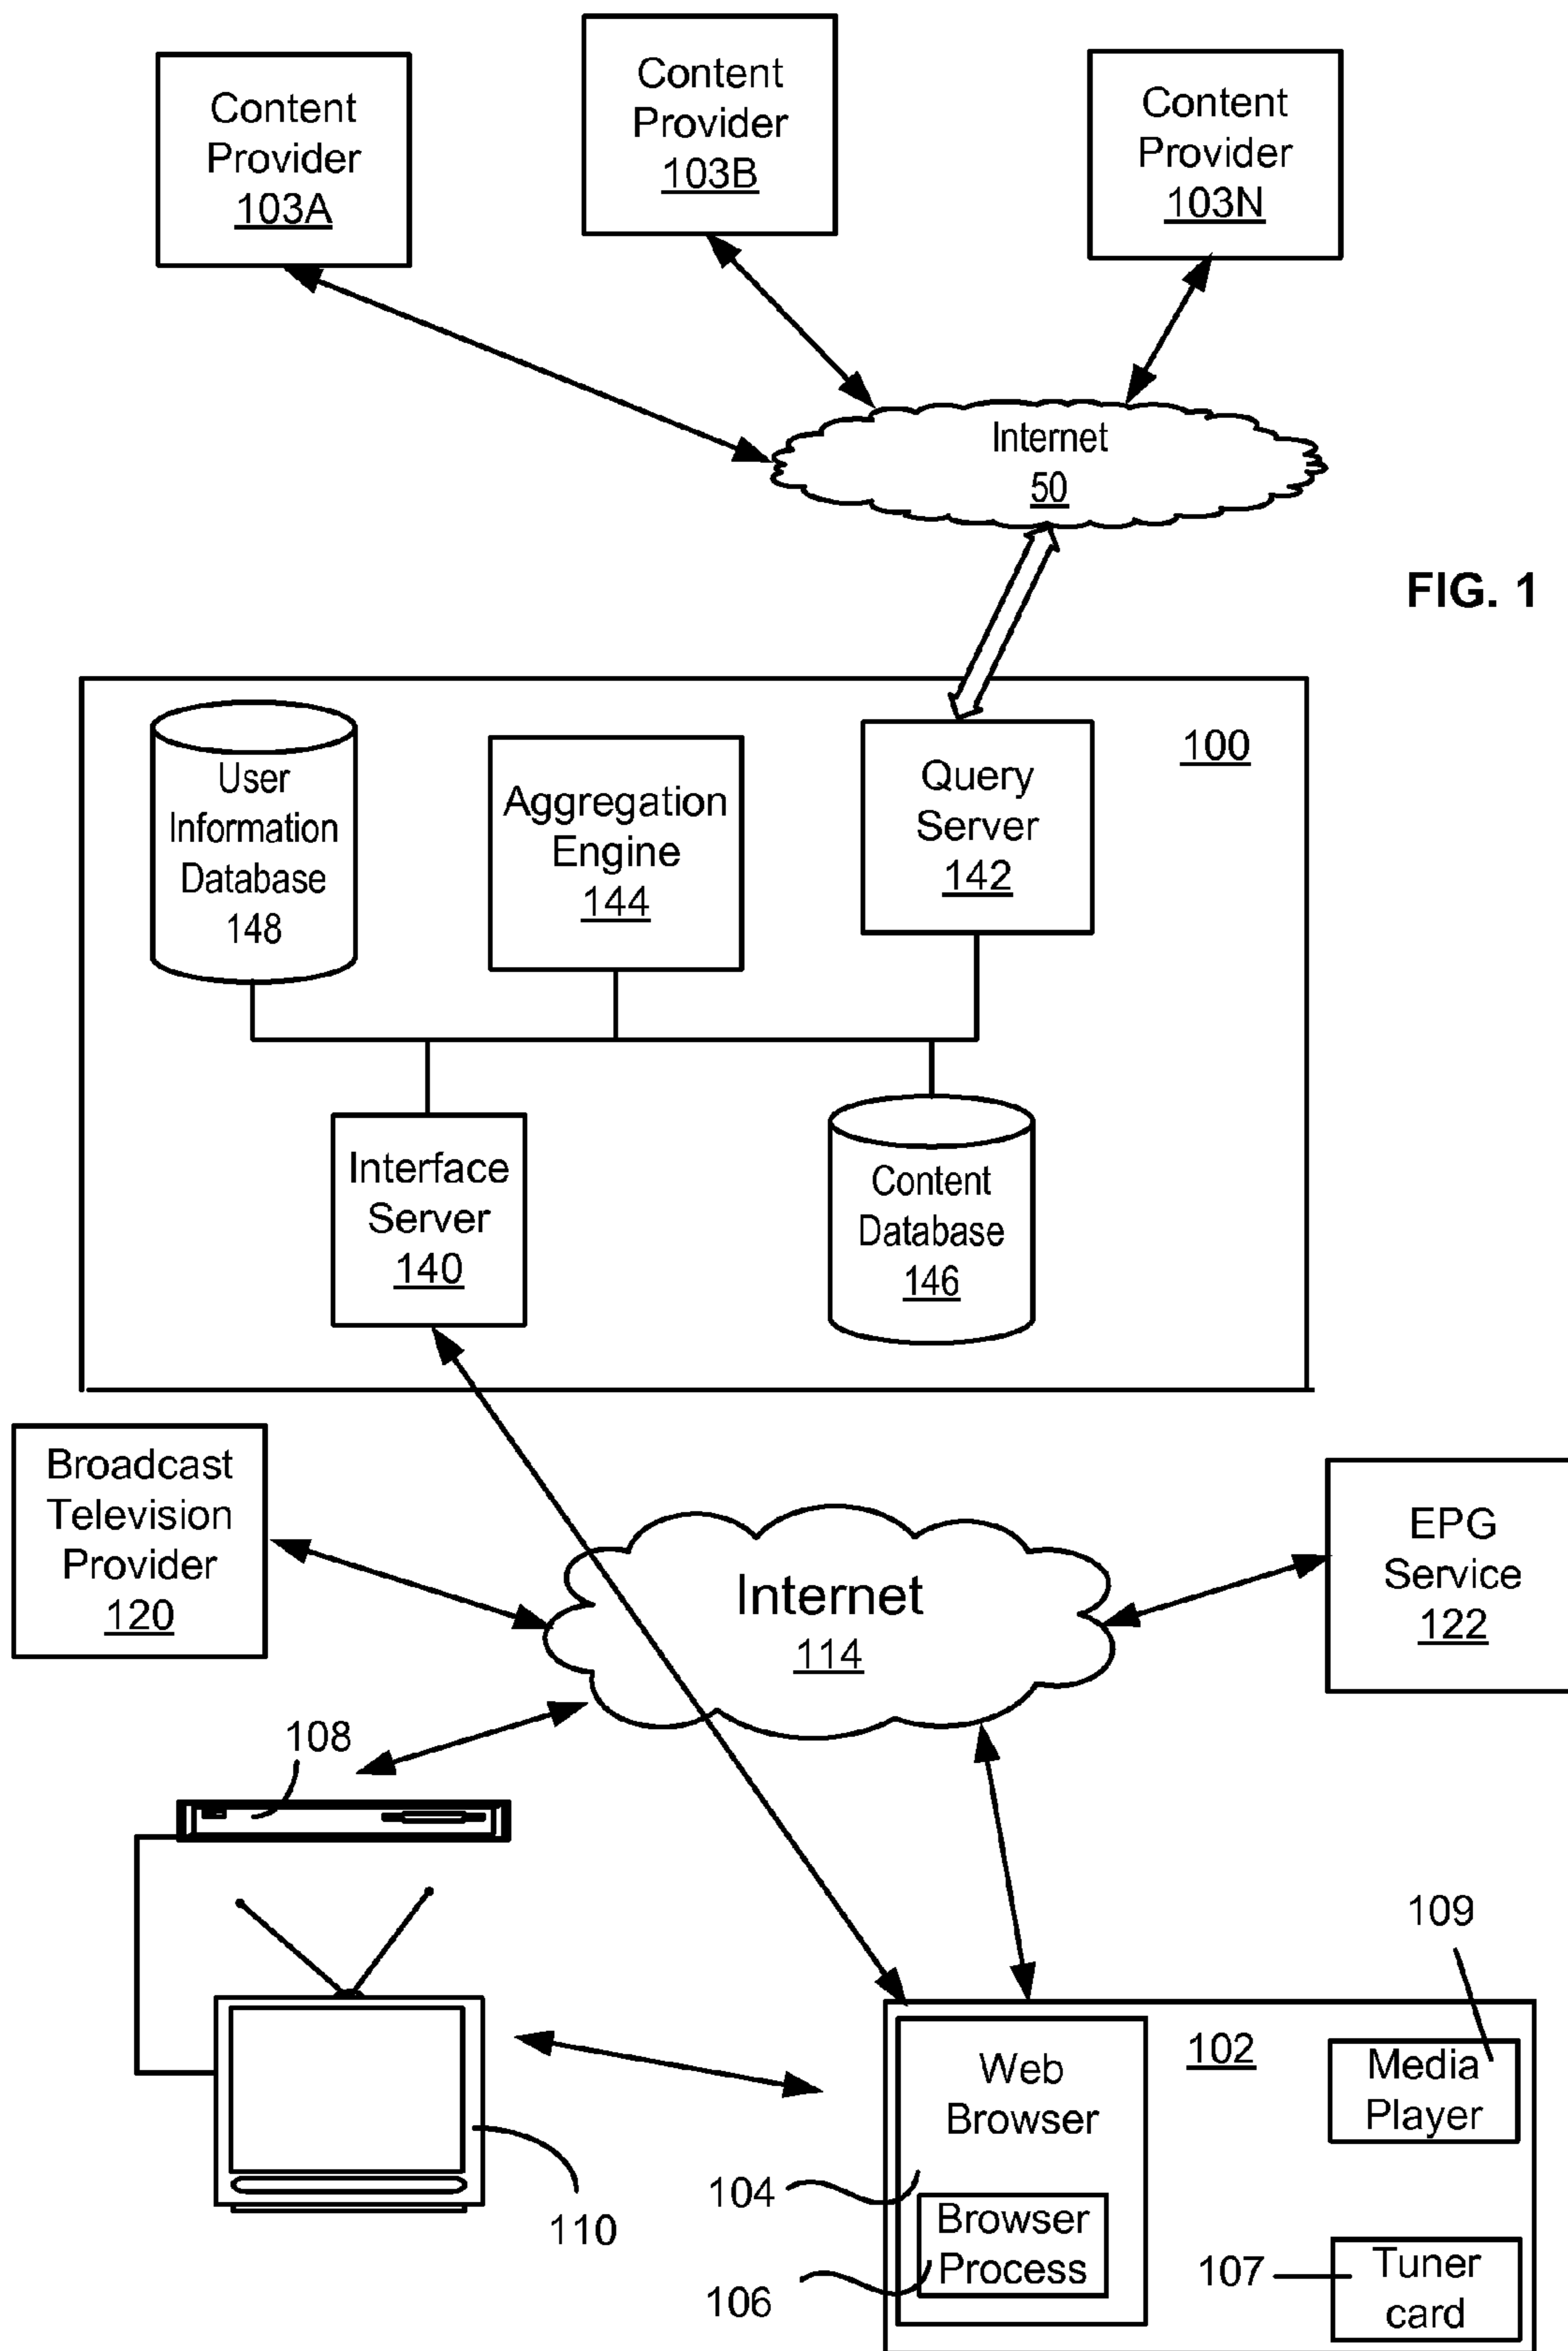 Content
Provider
103A
Content
Provider
103B
Content
Provider
103N
Internet
50
FIG. 1
100
User
Information
Database
148
Aggregation
Engine
144
Query
Server
142
Interface
Server
140
Content
Database
146
Broadcast
Television
Provider
120
Internet
114
EPG
Service
122
108
110
102
109
Web
Browser
Media
Player
104
Browser
Process
106
107
Tuner
card